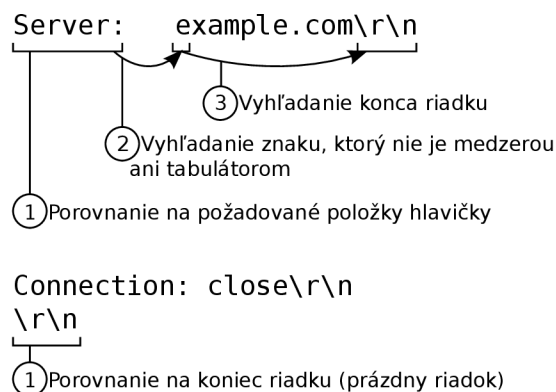 Server:   example.com\r\n
3 Vyhľadanie konca riadku
2 Vyhľadanie znaku, ktorý nie je medzerou
ani tabulátorom
1 Porovnanie na požadované položky hlavičky
Connection: close\r\n
\r\n
1 Porovnanie na koniec riadku (prázdny riadok)